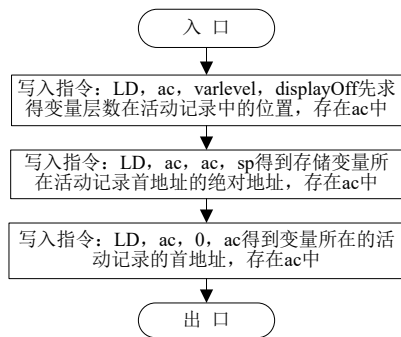 入 口
写入指令：LD，ac，varlevel，displayOff先求
得变量层数在活动记录中的位置，存在ac中
写入指令：LD，ac，ac，sp得到存储变量所
在活动记录首地址的绝对地址，存在ac中
写入指令：LD，ac，0，ac得到变量所在的活
动记录的首地址，存在ac中
出 口